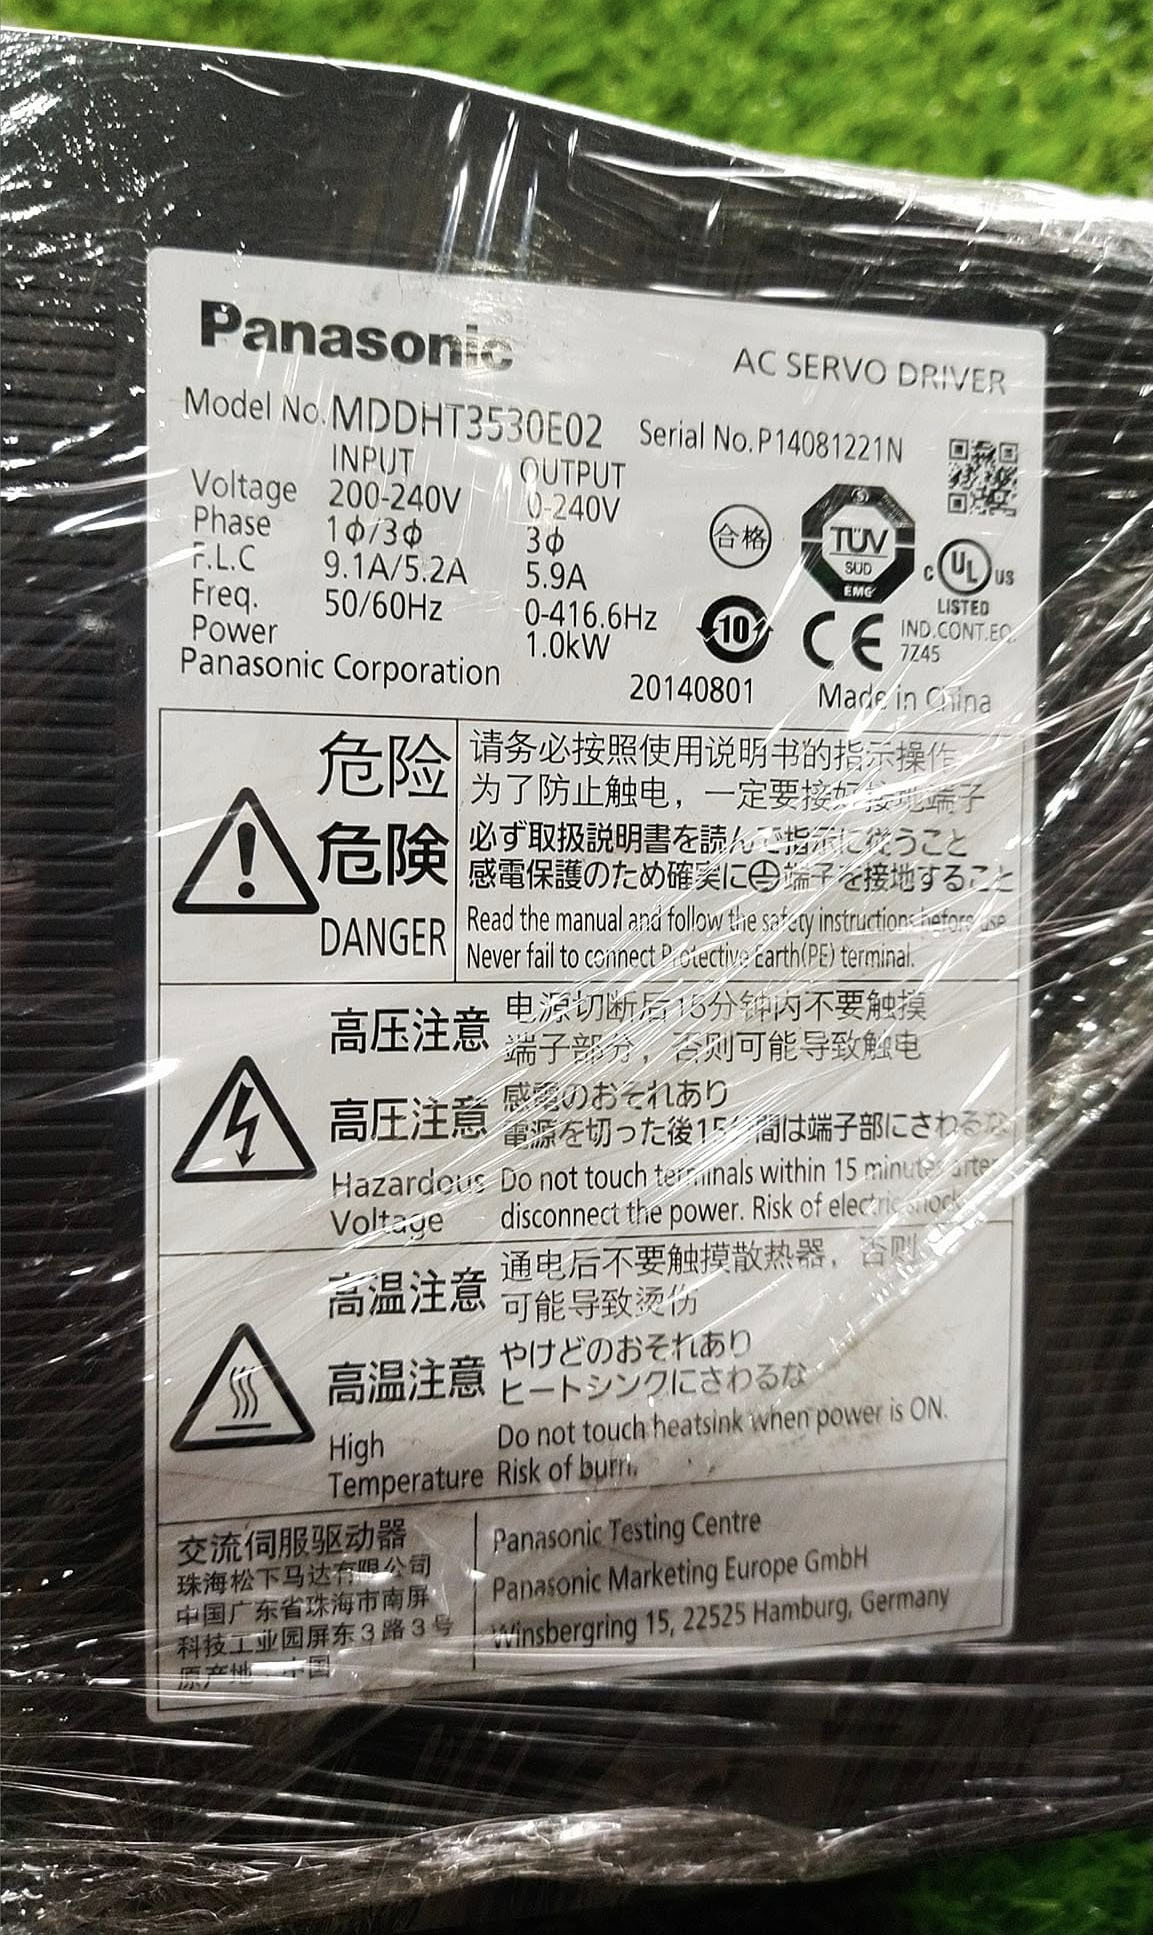 Panasonic
AC SERVO DRIVER
Model No. MDDHT3530E02 Serial No. P14081221N
INPUT OUTPUT
Voltage 200-240V 0-240V
Phase 1ϕ/3ϕ 3ϕ
F.L.C 9.1A/5.2A 5.9A
Freq. 50/60Hz 0-416.6Hz
Power 1.0kW
Panasonic Corporation
20140801 Made in China
合格
TÜV
SÜD
EMC
C UL US
LISTED
IND.CONT.EQ.
7Z45
10
CE
危险
危険
DANGER
请务必按照使用说明书的指示操作
为了防止触电，一定要接好接地端子
必ず取扱説明書を読んで指示に従うこと
感電保護のため確実に端子を接地すること
Read the manual and follow the safety instructions before use.
Never fail to connect Protective Earth(PE) terminal.
高压注意
高圧注意
Hazardous
Voltage
电源切断后15分钟内不要触摸
端子部分，否则可能导致触电
感電のおそれあり
電源を切った後15分間は端子部にさわるな
Do not touch terminals within 15 minutes after
disconnect the power. Risk of electric shock.
高温注意
高温注意
High
Temperature
通电后不要触摸散热器，否则
可能导致烫伤
やけどのおそれあり
ヒートシンクにさわるな
Do not touch heatsink when power is ON.
Risk of burn.
交流伺服驱动器
珠海松下马达有限公司
中国广东省珠海市南屏
科技工业园屏东3路3号
原产地：中国
Panasonic Testing Centre
Panasonic Marketing Europe GmbH
Winsbergring 15, 22525 Hamburg, Germany